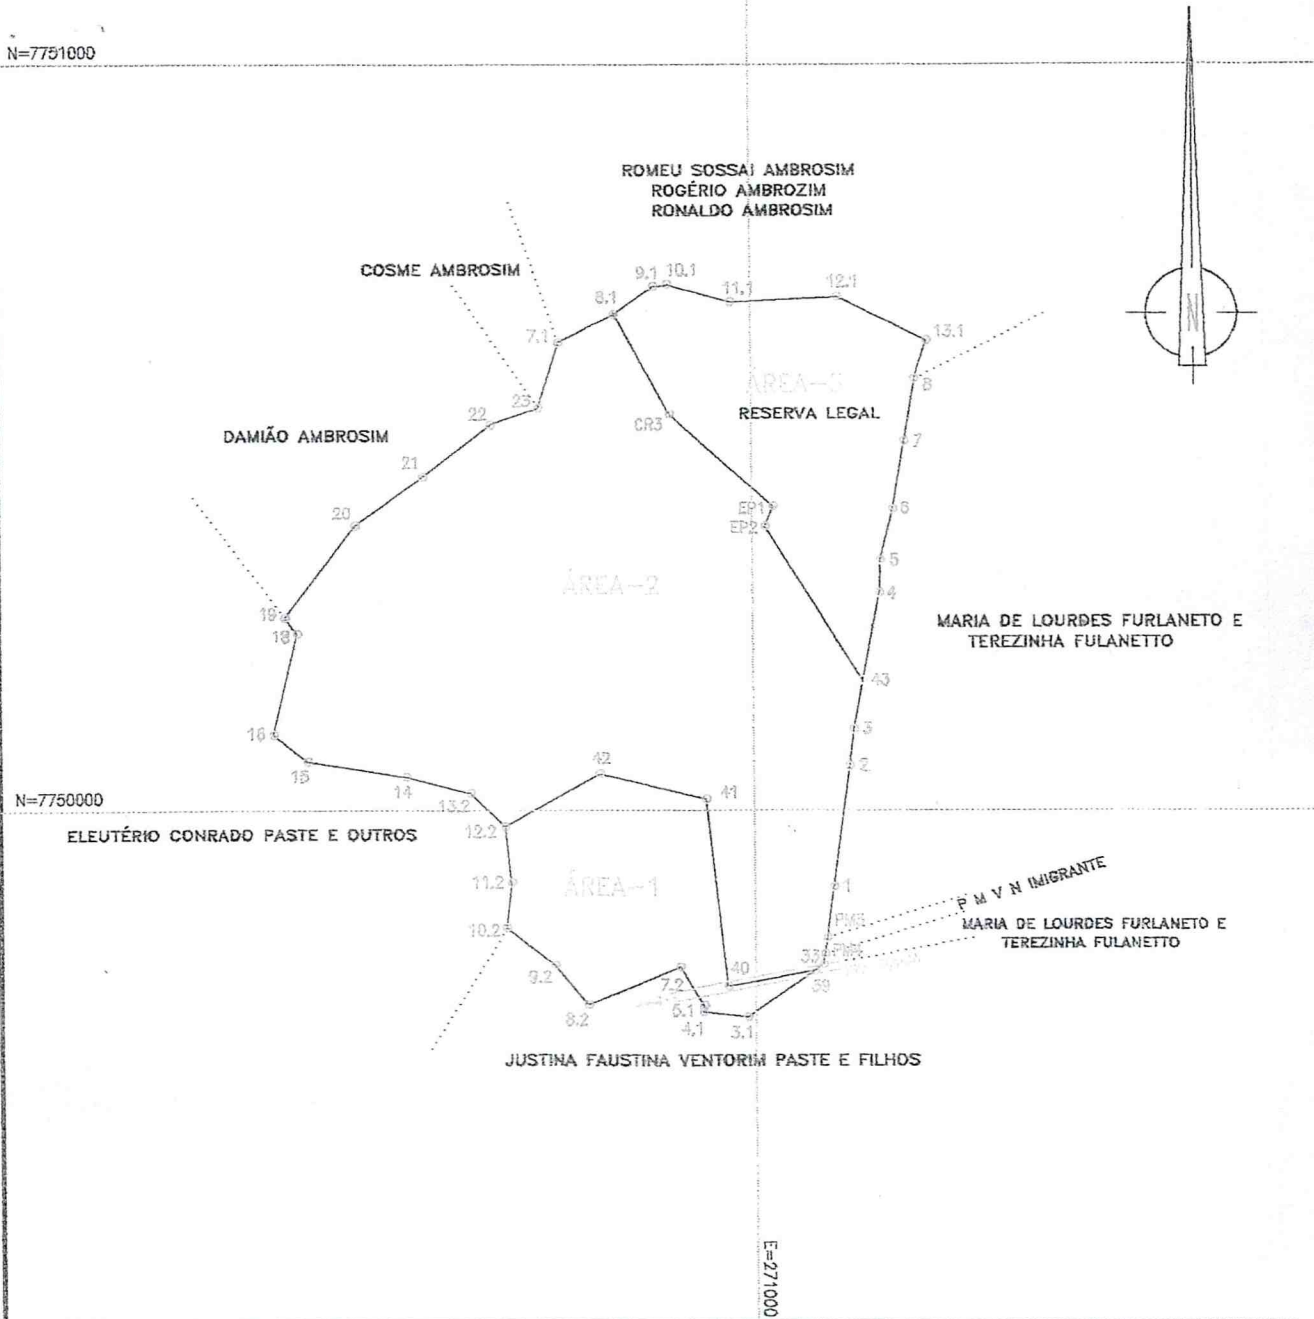 N=7751000
ROMEU SOSSAI AMBROSIM
ROGÉRIO AMBROZIM
RONALDO AMBROSIM
COSME AMBROSIM
9.1
10.1
8.1
11.1
12.1
7.1
13.1
N
8
ÁREA-3
RESERVA LEGAL
23
22
CR3
DAMIÃO AMBROSIM
7
21
20
EP1
EP2
6
5
ÁREA-2
4
19
18
MARIA DE LOURDES FURLANETO E
TEREZINHA FULANETTO
43
16
3
15
42
2
14
13.2
41
N=7750000
12.2
ELEUTÉRIO CONRADO PASTE E OUTROS
11.2
ÁREA-1
1
P M V N IMIGRANTE
10.2
MARIA DE LOURDES FURLANETO E
TEREZINHA FULANETTO
9.2
7.2
40
39
8.2
4.1
3.1
JUSTINA FAUSTINA VENTORIM PASTE E FILHOS
E=271000